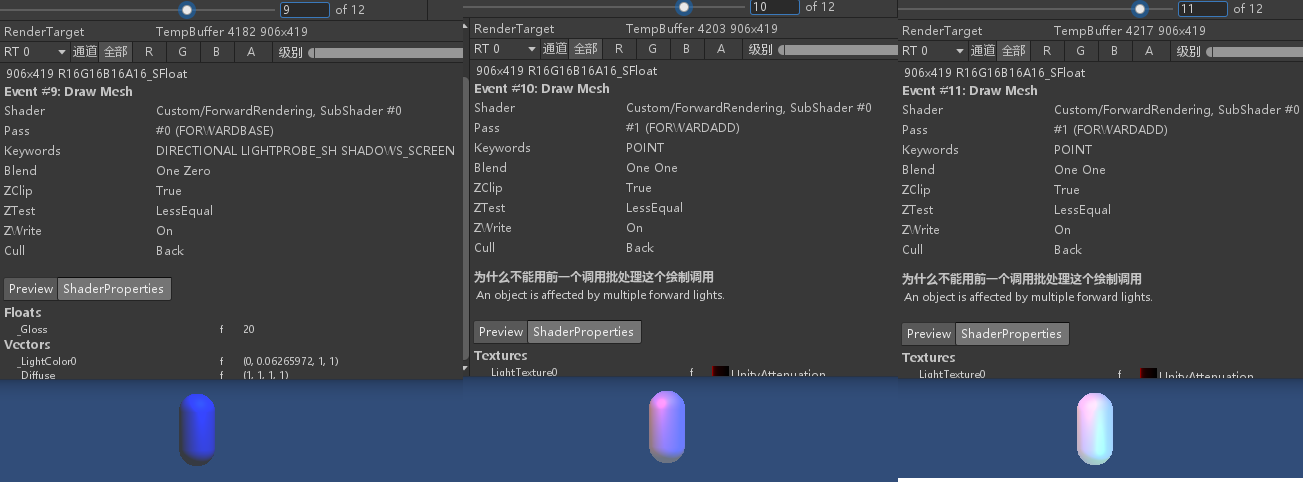 9 of 12
RenderTarget TempBuffer 4182 906x419
RT 0 通道 全部 R G B A 级别
906x419 R16G16B16A16_SFloat
Event #9: Draw Mesh
Shader Custom/ForwardRendering, SubShader #0
Pass #0 (FORWARDBASE)
Keywords DIRECTIONAL LIGHTPROBE_SH SHADOWS_SCREEN
Blend One Zero
ZClip True
ZTest LessEqual
ZWrite On
Cull Back
Preview ShaderProperties
Floats
_Gloss f 20
Vectors
_LightColor0 f (0, 0.06265972, 1, 1)
_Diffuse f (1, 1, 1, 1)
10 of 12
RenderTarget TempBuffer 4203 906x419
RT 0 通道 全部 R G B A 级别
906x419 R16G16B16A16_SFloat
Event #10: Draw Mesh
Shader Custom/ForwardRendering, SubShader #0
Pass #1 (FORWARDADD)
Keywords POINT
Blend One One
ZClip True
ZTest LessEqual
ZWrite On
Cull Back
为什么不能用前一个调用批处理这个绘制调用
An object is affected by multiple forward lights.
Preview ShaderProperties
Textures
_LightTexture0 f UnityAttenuation
11 of 12
RenderTarget TempBuffer 4217 906x419
RT 0 通道 全部 R G B A 级别
906x419 R16G16B16A16_SFloat
Event #11: Draw Mesh
Shader Custom/ForwardRendering, SubShader #0
Pass #1 (FORWARDADD)
Keywords POINT
Blend One One
ZClip True
ZTest LessEqual
ZWrite On
Cull Back
为什么不能用前一个调用批处理这个绘制调用
An object is affected by multiple forward lights.
Preview ShaderProperties
Textures
_LightTexture0 f UnityAttenuation